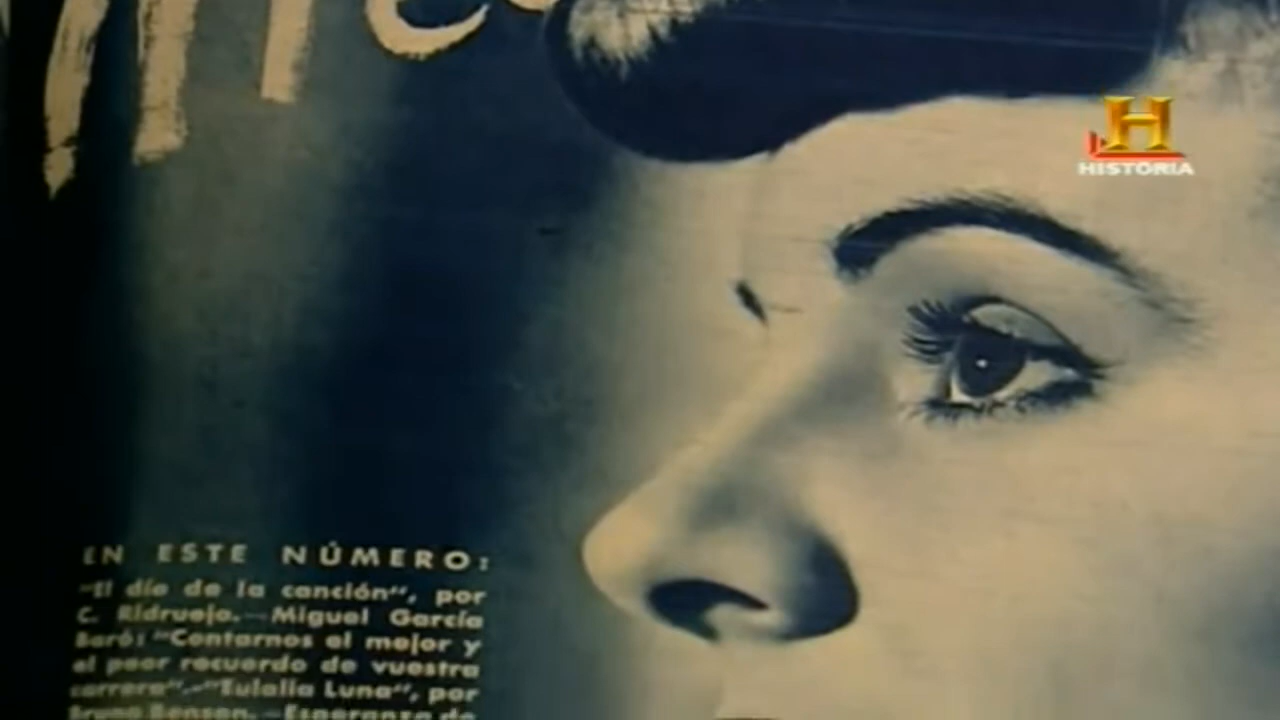 HISTORIA
EN ESTE NÚMERO:
"El día de la canción", por
C. Ridruejo.—Miguel García
Baró: "Contarnos el mejor y
el peor recuerdo de vuestra
carrera".—"Eulalia Luna", por